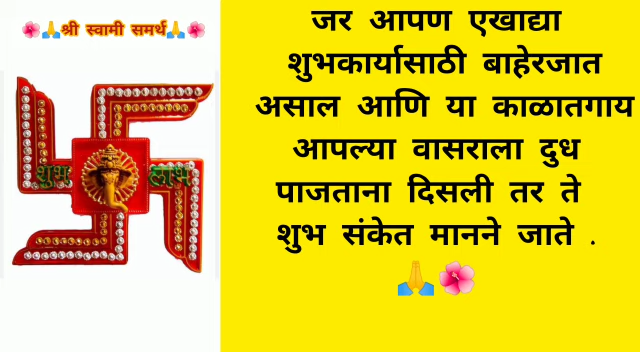 🌺🙏श्री स्वामी समर्थ🙏🌺
शुभ लाभ
जर आपण एखाद्या
शुभकार्यासाठी बाहेरजात
असाल आणि या काळातगाय
आपल्या वासराला दुध
पाजताना दिसली तर ते
शुभ संकेत मानने जाते .
🙏🌺